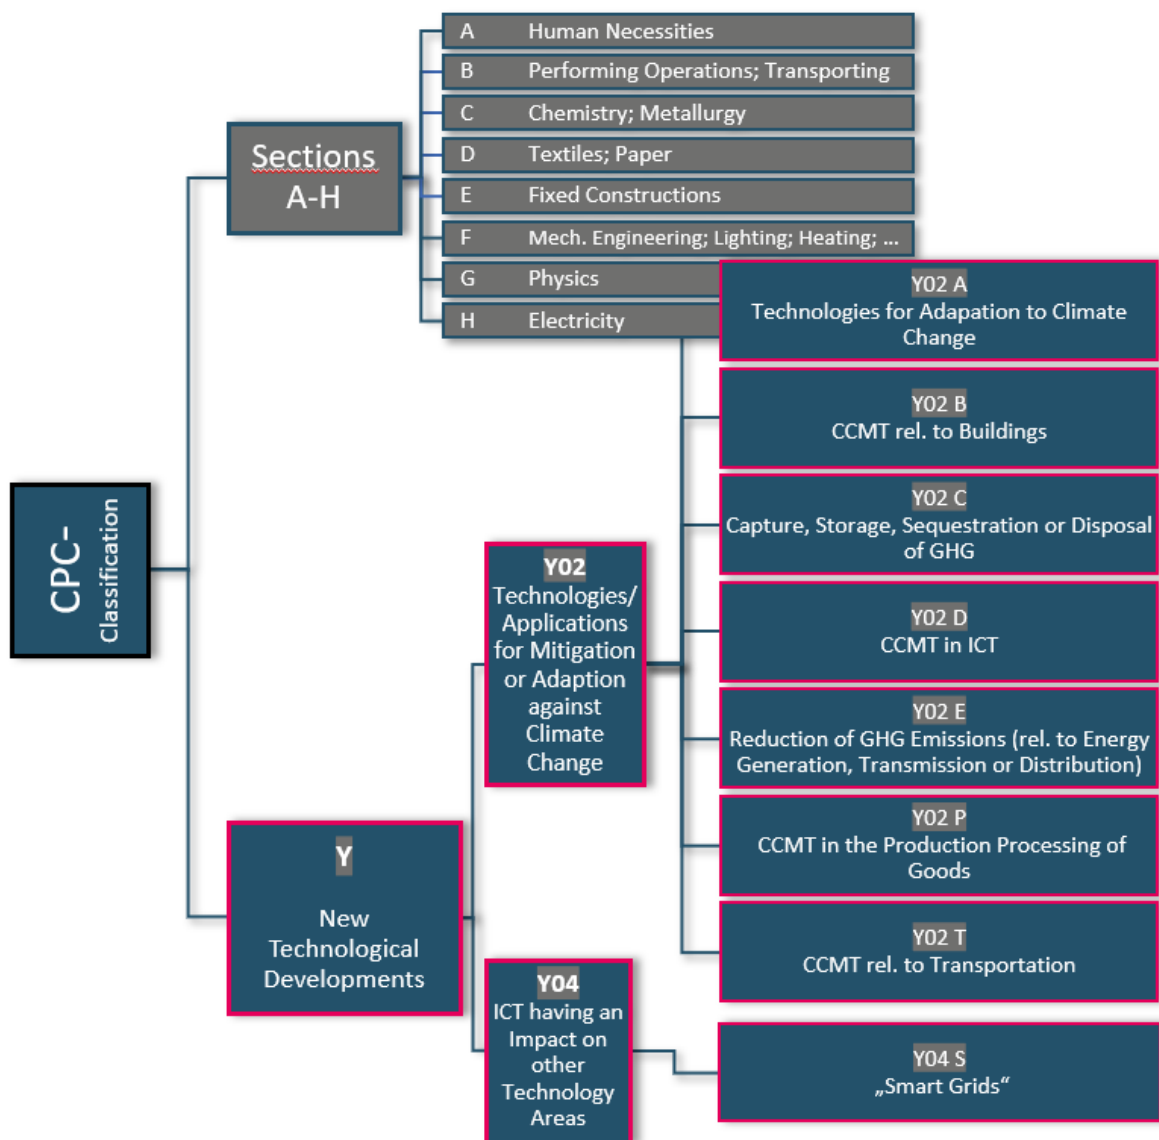 CPC-
Classification
Sections
A-H
A Human Necessities
B Performing Operations; Transporting
C Chemistry; Metallurgy
D Textiles; Paper
E Fixed Constructions
F Mech. Engineering; Lighting; Heating; ...
G Physics
H Electricity
Y
New
Technological
Developments
Y02
Technologies/
Applications
for Mitigation
or Adaption
against
Climate
Change
Y02 A
Technologies for Adapation to Climate
Change
Y02 B
CCMT rel. to Buildings
Y02 C
Capture, Storage, Sequestration or Disposal
of GHG
Y02 D
CCMT in ICT
Y02 E
Reduction of GHG Emissions (rel. to Energy
Generation, Transmission or Distribution)
Y02 P
CCMT in the Production Processing of
Goods
Y02 T
CCMT rel. to Transportation
Y04
ICT having an
Impact on
other
Technology
Areas
Y04 S
„Smart Grids“